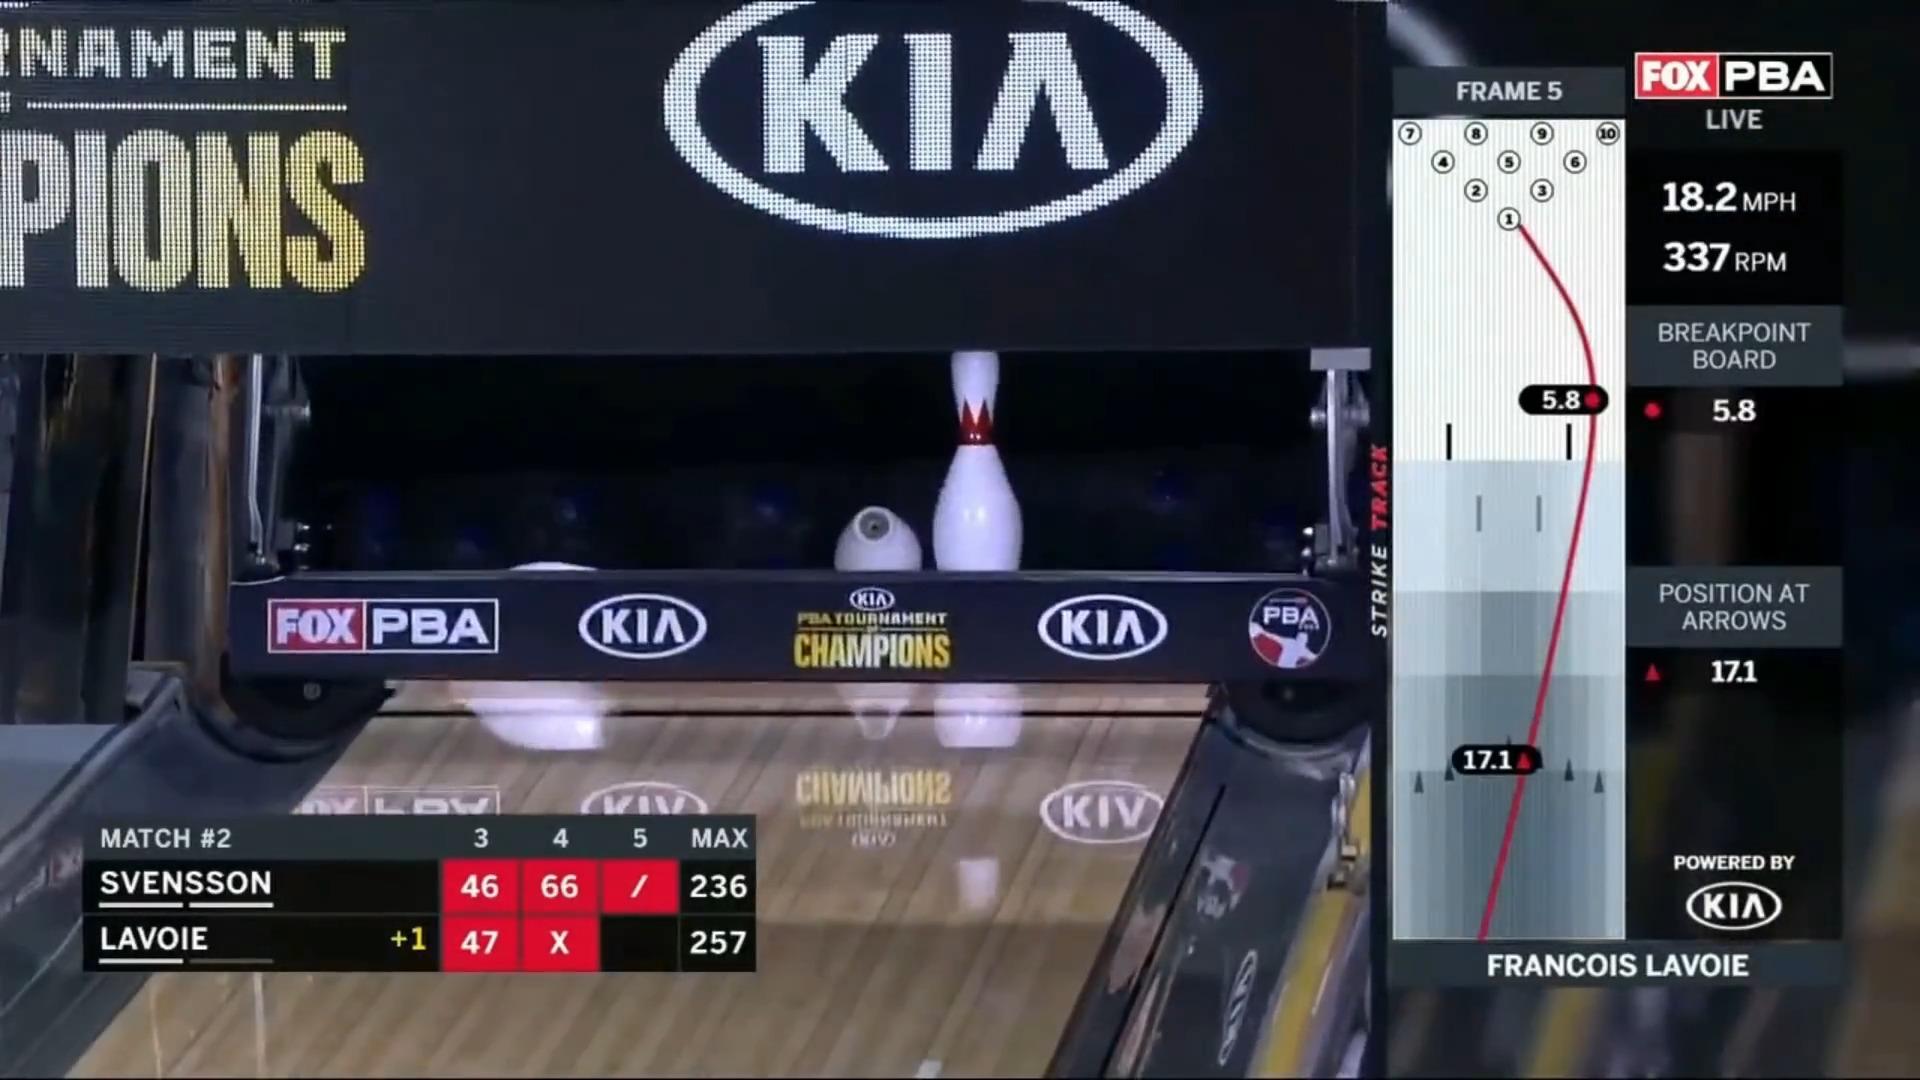 RNAMENT
PIONS
KIA
FRAME 5
7 8 9 10
4 5 6
2 3
1
5.8
17.1
STRIKE TRACK
FOX PBA
LIVE
18.2 MPH
337 RPM
BREAKPOINT
BOARD
5.8
POSITION AT
ARROWS
17.1
POWERED BY
KIA
FRANCOIS LAVOIE
FOX PBA
KIA
KIA
PBA TOURNAMENT
CHAMPIONS
KIA
PBA
MATCH #2 3 4 5 MAX
SVENSSON 46 66 / 236
LAVOIE +1 47 X 257
KIA